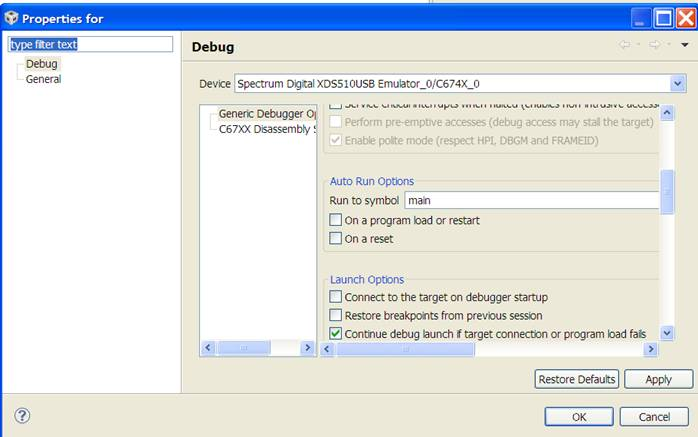 Properties for
type filter text
Debug
General
Debug
Device Spectrum Digital XDS510USB Emulator_0/C674X_0
Generic Debugger Op
C67XX Disassembly S
Service critical interrupts when halted (enables non intrusive access
Perform pre-emptive accesses (debug access may stall the target)
Enable polite mode (respect HPI, DBGM and FRAMEID)
Auto Run Options
Run to symbol main
On a program load or restart
On a reset
Launch Options
Connect to the target on debugger startup
Restore breakpoints from previous session
Continue debug launch if target connection or program load fails
Restore Defaults Apply
OK Cancel